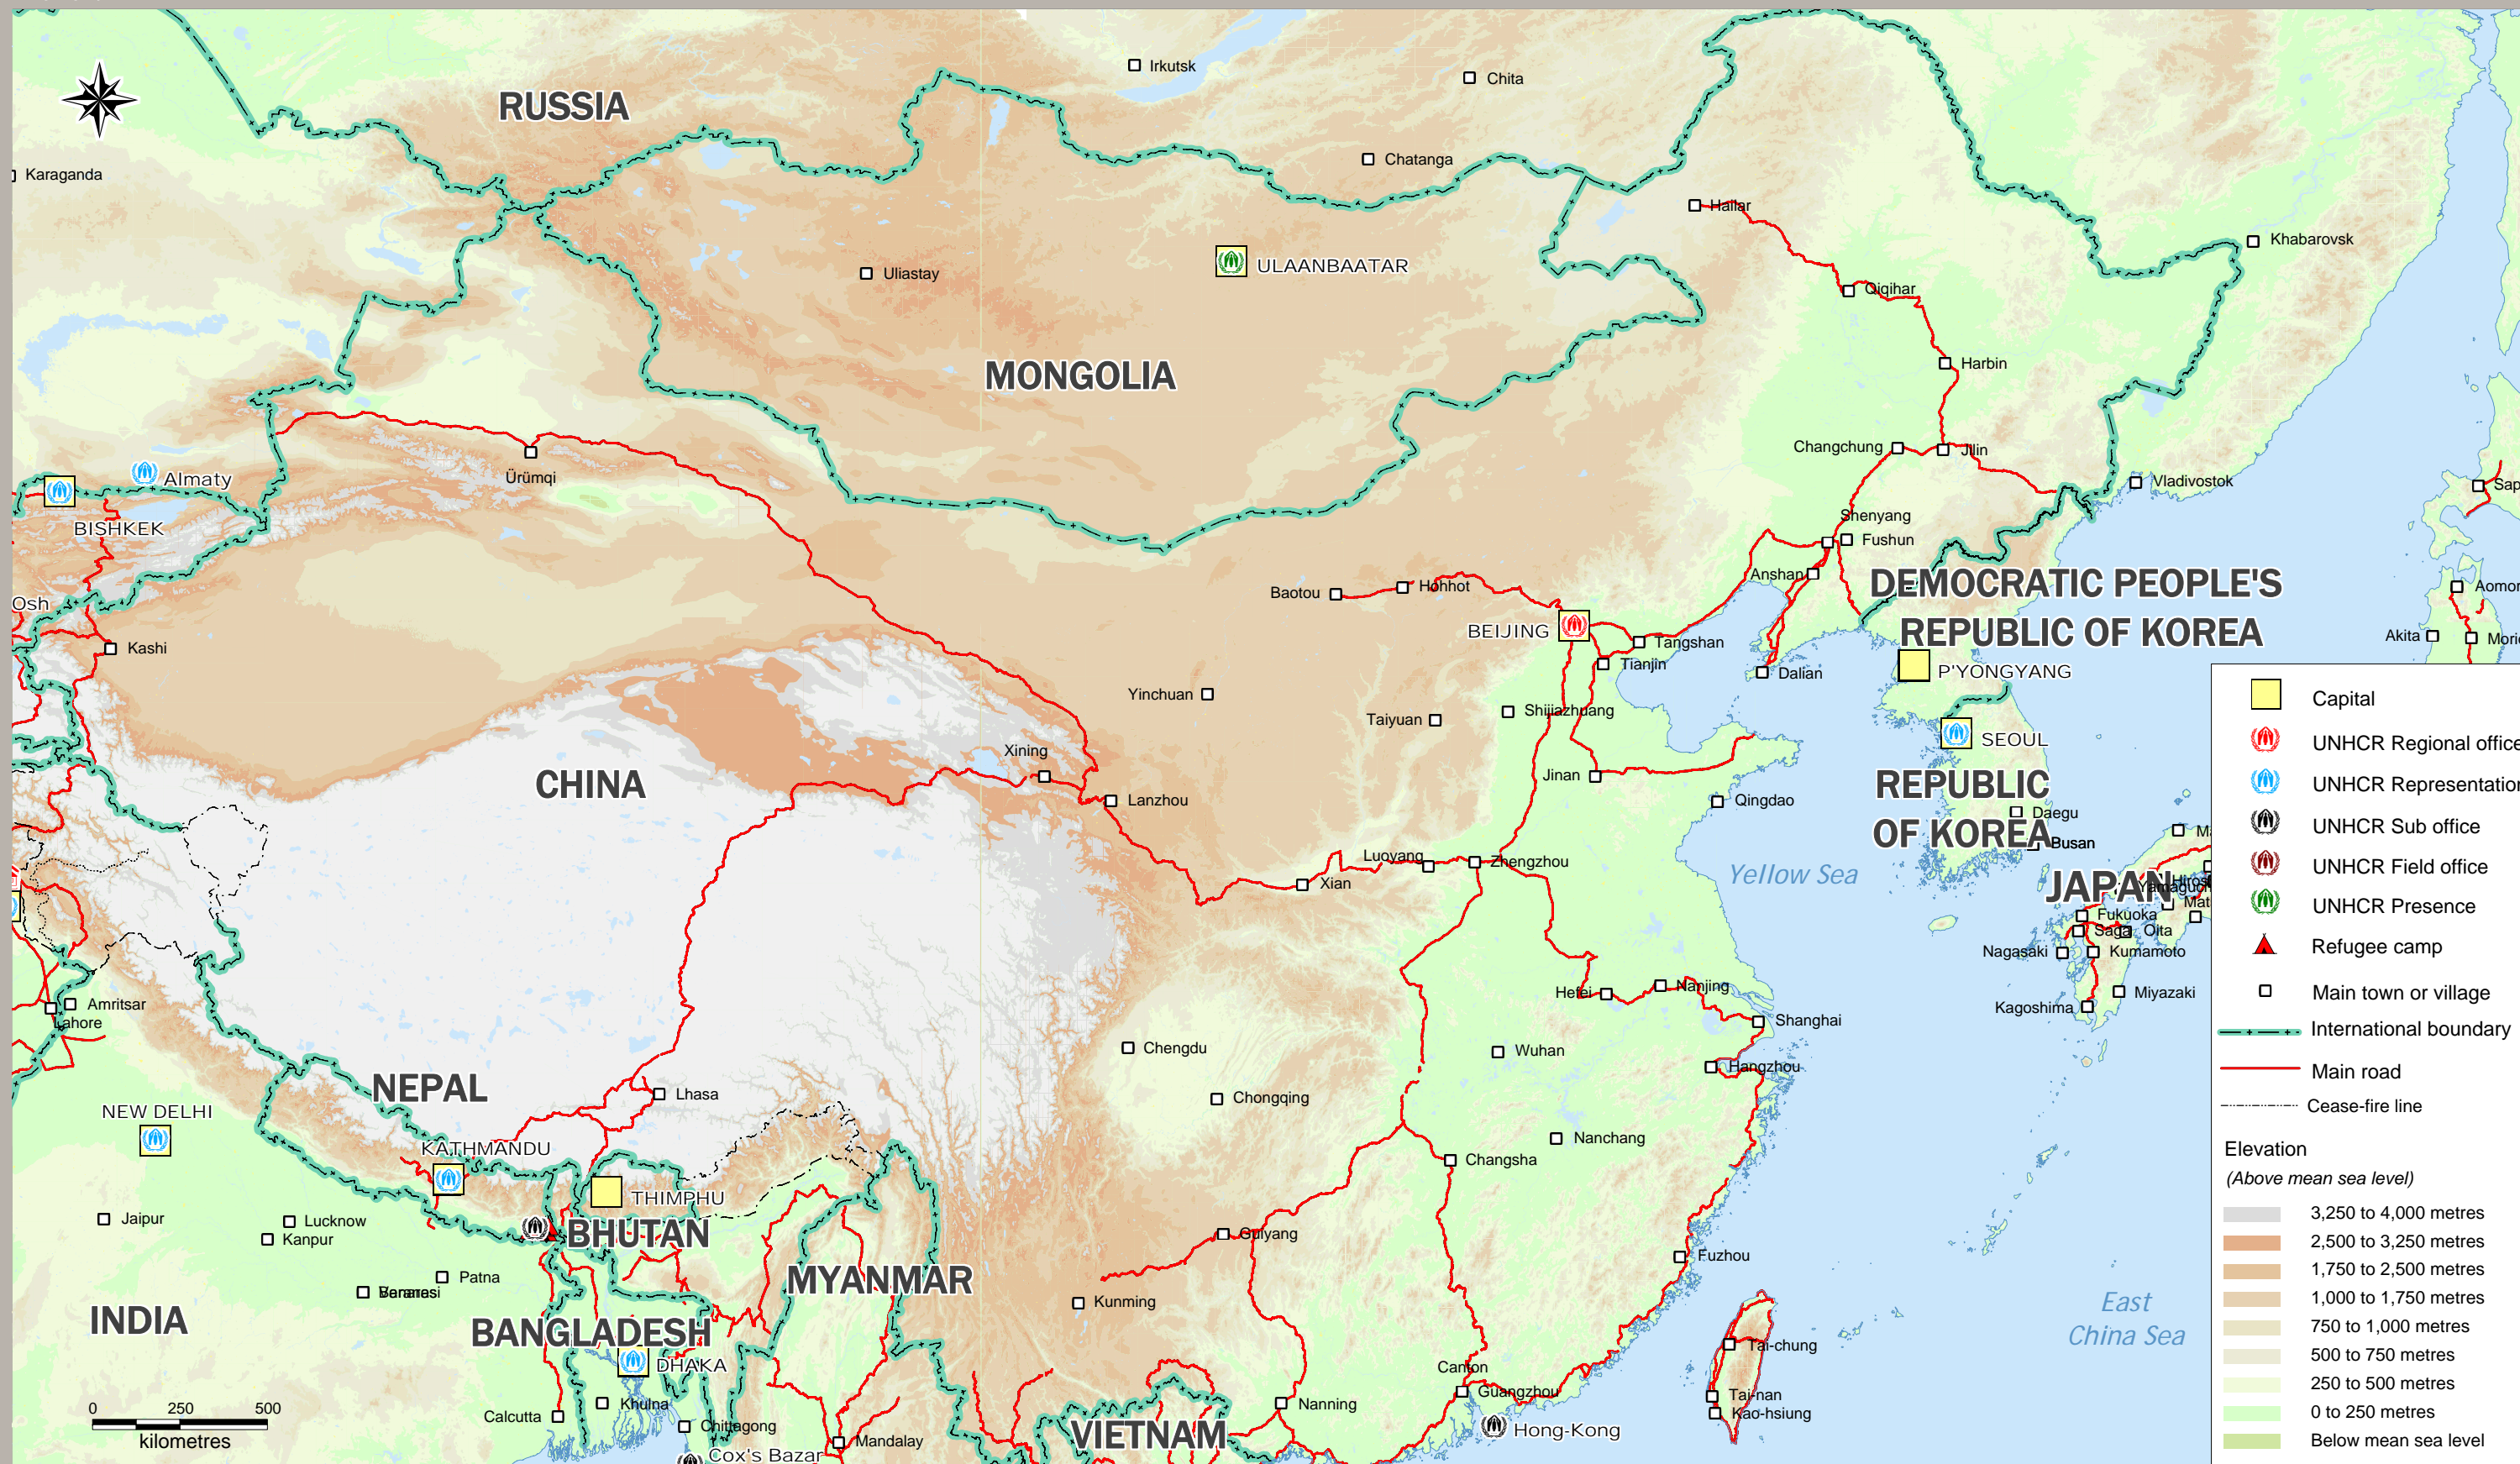 RUSSIA
Irkutsk
Chita
Karaganda
Chatanga
Hailar
Khabarovsk
Uliastay
ULAANBAATAR
Qiqihar
MONGOLIA
Harbin
Changchung
Jilin
Almaty
Ürümqi
Vladivostok
BISHKEK
Shenyang
Fushun
Anshan
DEMOCRATIC PEOPLE'S
REPUBLIC OF KOREA
Osh
Baotou
Hohhot
BEIJING
Kashi
Tangshan
Tianjin
Dalian
P'YONGYANG
Akita
Yinchuan
Taiyuan
Shijiazhuang
SEOUL
Xining
CHINA
Jinan
REPUBLIC
OF KOREA
Lanzhou
Qingdao
Daegu
Busan
Luoyang
Zhengzhou
Xian
Yellow Sea
JAPAN
Fukuoka
Saga
Oita
Nagasaki
Kumamoto
Hefei
Nanjing
Miyazaki
Kagoshima
Amritsar
Lahore
Shanghai
Chengdu
Wuhan
Hangzhou
NEPAL
Lhasa
Chongqing
NEW DELHI
Nanchang
KATHMANDU
Changsha
THIMPHU
Jaipur
Lucknow
Kanpur
BHUTAN
Guiyang
Fuzhou
Patna
MYANMAR
Kunming
INDIA
BANGLADESH
East
China Sea
DHAKA
Tai-chung
Canton
Guangzhou
Tai-nan
Kao-hsiung
Khulna
Calcutta
Chittagong
Nanning
Hong-Kong
VIETNAM
Mandalay
Cox's Bazar
0 250 500
kilometres
Capital
UNHCR Regional office
UNHCR Representation
UNHCR Sub office
UNHCR Field office
UNHCR Presence
Refugee camp
Main town or village
International boundary
Main road
Cease-fire line
Elevation
(Above mean sea level)
3,250 to 4,000 metres
2,500 to 3,250 metres
1,750 to 2,500 metres
1,000 to 1,750 metres
750 to 1,000 metres
500 to 750 metres
250 to 500 metres
0 to 250 metres
Below mean sea level